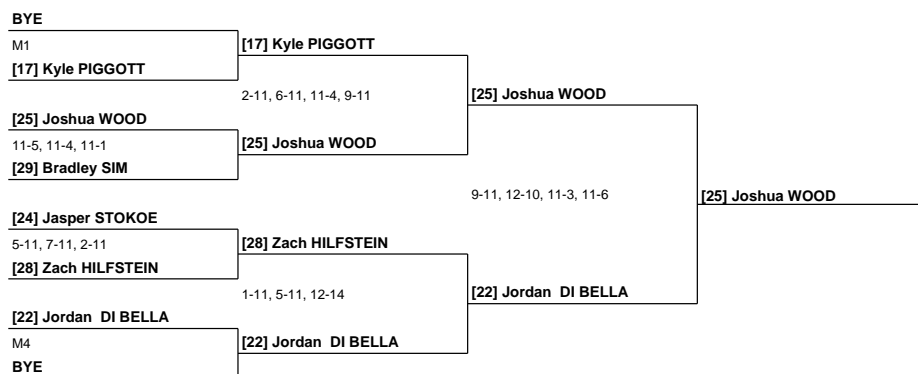 BYE
M1
[17] Kyle PIGGOTT
[17] Kyle PIGGOTT
2-11, 6-11, 11-4, 9-11
[25] Joshua WOOD
[25] Joshua WOOD
11-5, 11-4, 11-1
[25] Joshua WOOD
[29] Bradley SIM
9-11, 12-10, 11-3, 11-6
[25] Joshua WOOD
[24] Jasper STOKOE
5-11, 7-11, 2-11
[28] Zach HILFSTEIN
[28] Zach HILFSTEIN
1-11, 5-11, 12-14
[22] Jordan  DI BELLA
[22] Jordan  DI BELLA
M4
[22] Jordan  DI BELLA
BYE